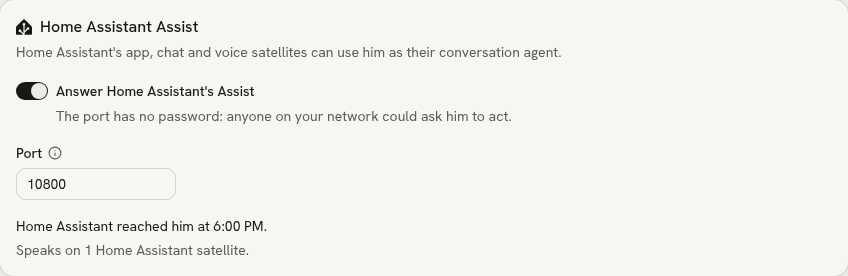 Home Assistant Assist
Home Assistant's app, chat and voice satellites can use him as their conversation agent.
Answer Home Assistant's Assist
The port has no password: anyone on your network could ask him to act.
Port
10800
Home Assistant reached him at 6:00 PM.
Speaks on 1 Home Assistant satellite.